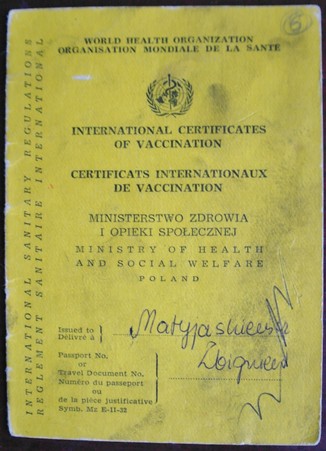 5
WORLD HEALTH ORGANIZATION
ORGANISATION MONDIALE DE LA SANTE
INTERNATIONAL CERTIFICATES
OF VACCINATION
CERTIFICATS INTERNATIONAUX
DE VACCINATION
MINISTERSTWO ZDROWIA
I OPIEKI SPOŁECZNEJ
MINISTRY OF HEALTH
AND SOCIAL WELFARE
POLAND
Issued to
Délivré à
Passport No.
or
Travel Document No.
Numéro du passeport
ou
de la pièce justificative
Symb. Mz E-11-32
Zbigniew
INTERNATIONAL SANITARY REGULATIONS
REGLEMENT SANITAIRE INTERNATIONAL